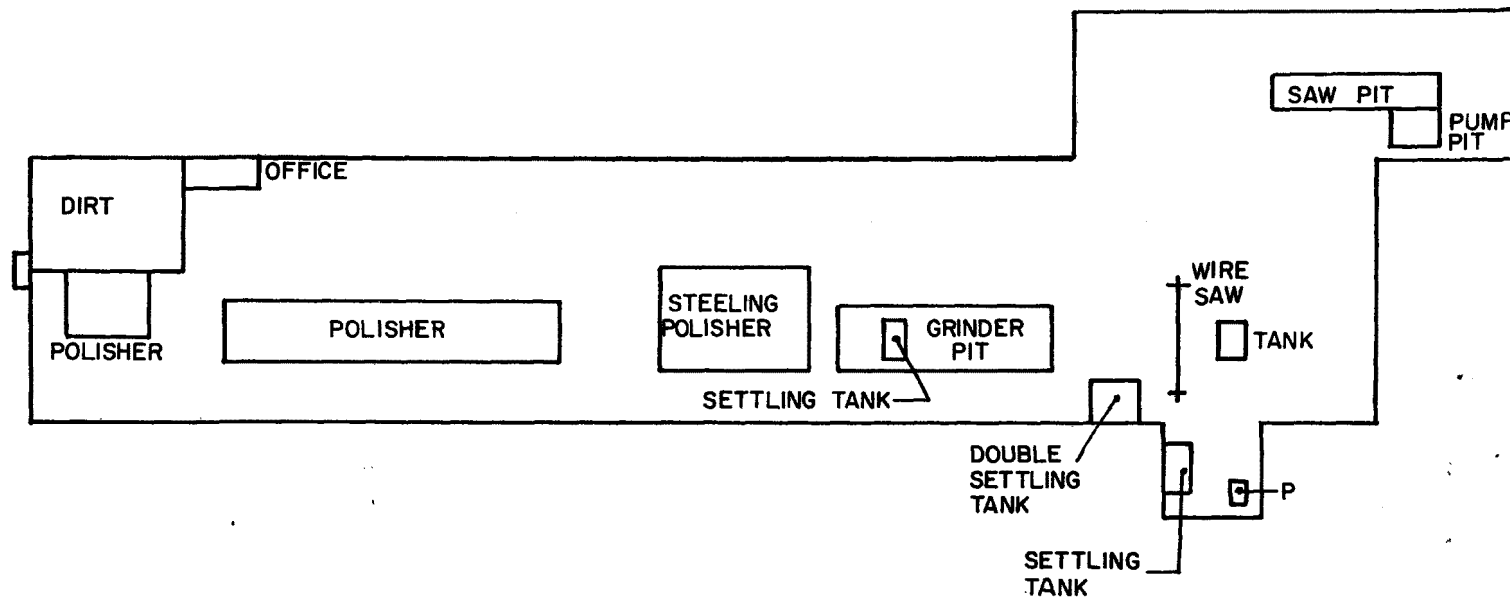 SAW PIT
PUMP
PIT
OFFICE
DIRT
WIRE
SAW
STEELING
POLISHER
POLISHER
GRINDER
PIT
TANK
POLISHER
SETTLING TANK
DOUBLE
SETTLING
TANK
P
SETTLING
TANK